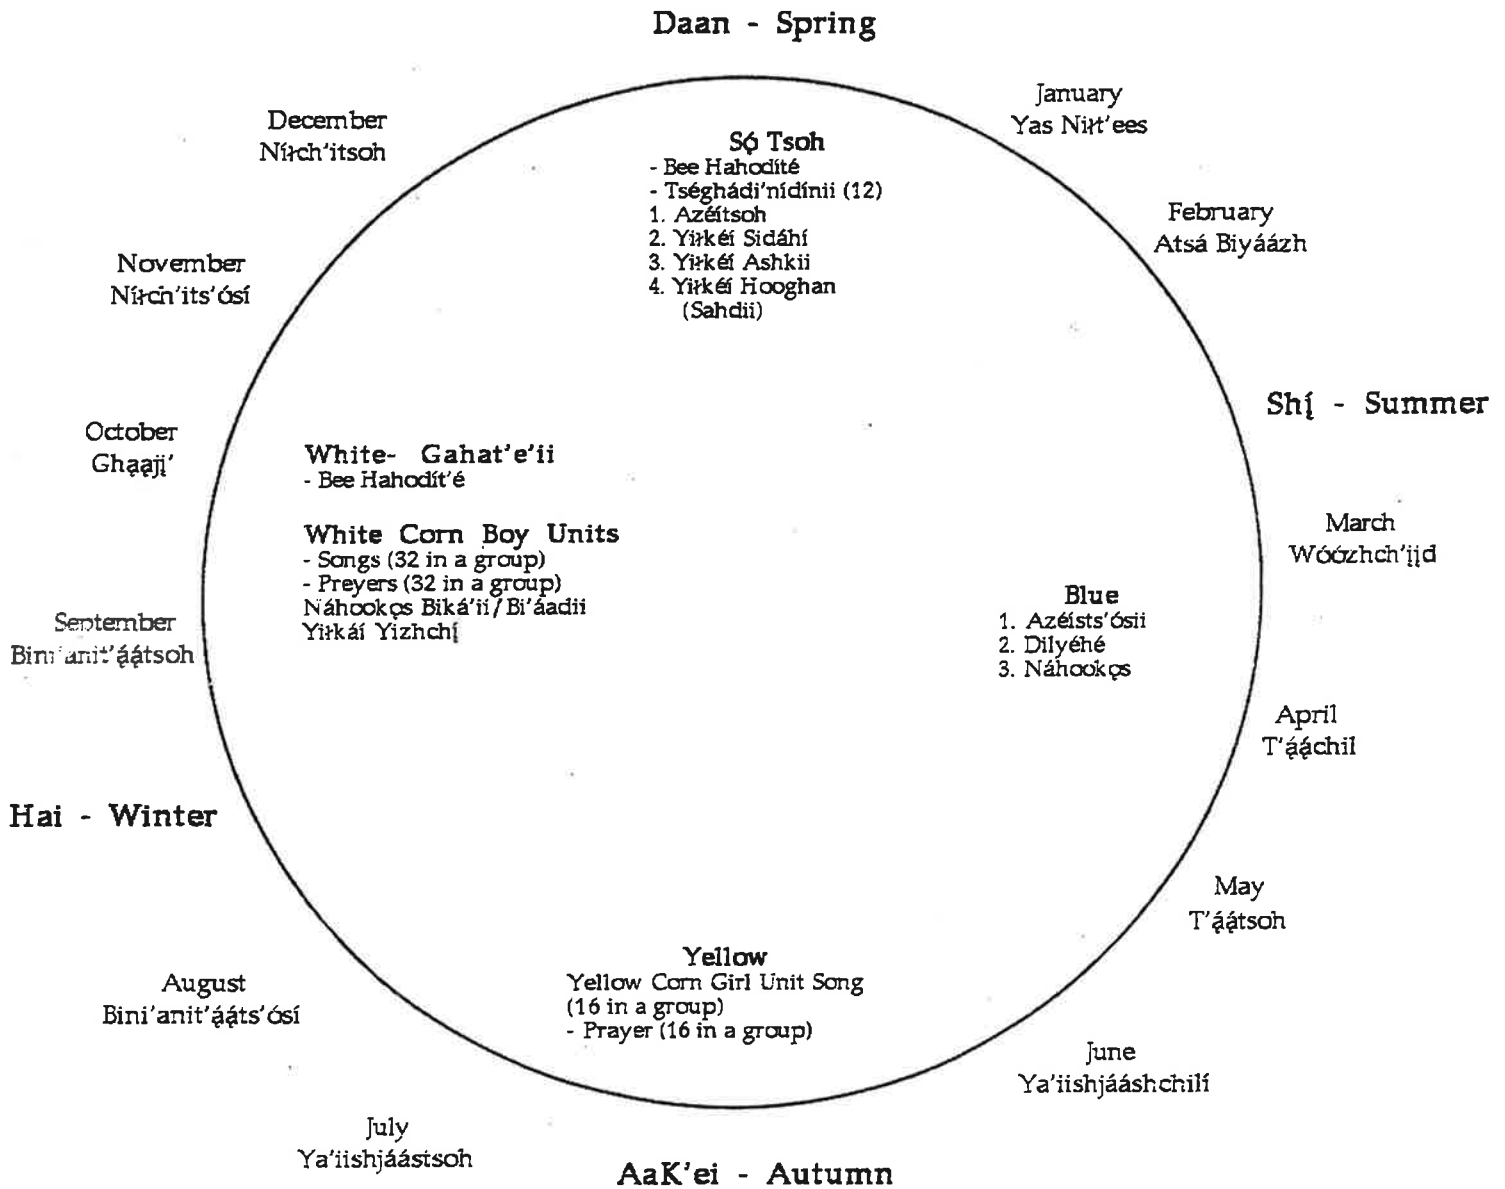 Daan - Spring
January
Yas Niłt'ees
December
Níłch'itsoh
Sǫ́ Tsoh
- Bee Hahodíté
- Tséghádi'nídínii (12)
1. Azéítsoh
2. Yiłkéí Sidáhí
3. Yiłkéí Ashkii
4. Yiłkéí Hooghan
(Sahdii)
February
Atsá Biyáázh
November
Níłch'its'ósí
Shį́ - Summer
October
Ghąąjį'
White- Gahat'e'ii
- Bee Hahodít'é
White Corn Boy Units
- Songs (32 in a group)
- Preyers (32 in a group)
Náhookǫs Biká'ii/Bi'áadii
Yiłkáí Yizhchį́
March
Wóózhch'įįd
Blue
1. Azéísts'ósii
2. Dilyéhé
3. Náhookǫs
September
Bini'anit'ą́ą́tsoh
April
T'ą́ą́chil
Hai - Winter
May
T'ą́ą́tsoh
Yellow
Yellow Corn Girl Unit Song
(16 in a group)
- Prayer (16 in a group)
August
Bini'anit'ą́ą́ts'ósí
June
Ya'iishjááshchilí
July
Ya'iishjáástsoh
AaK'ei - Autumn